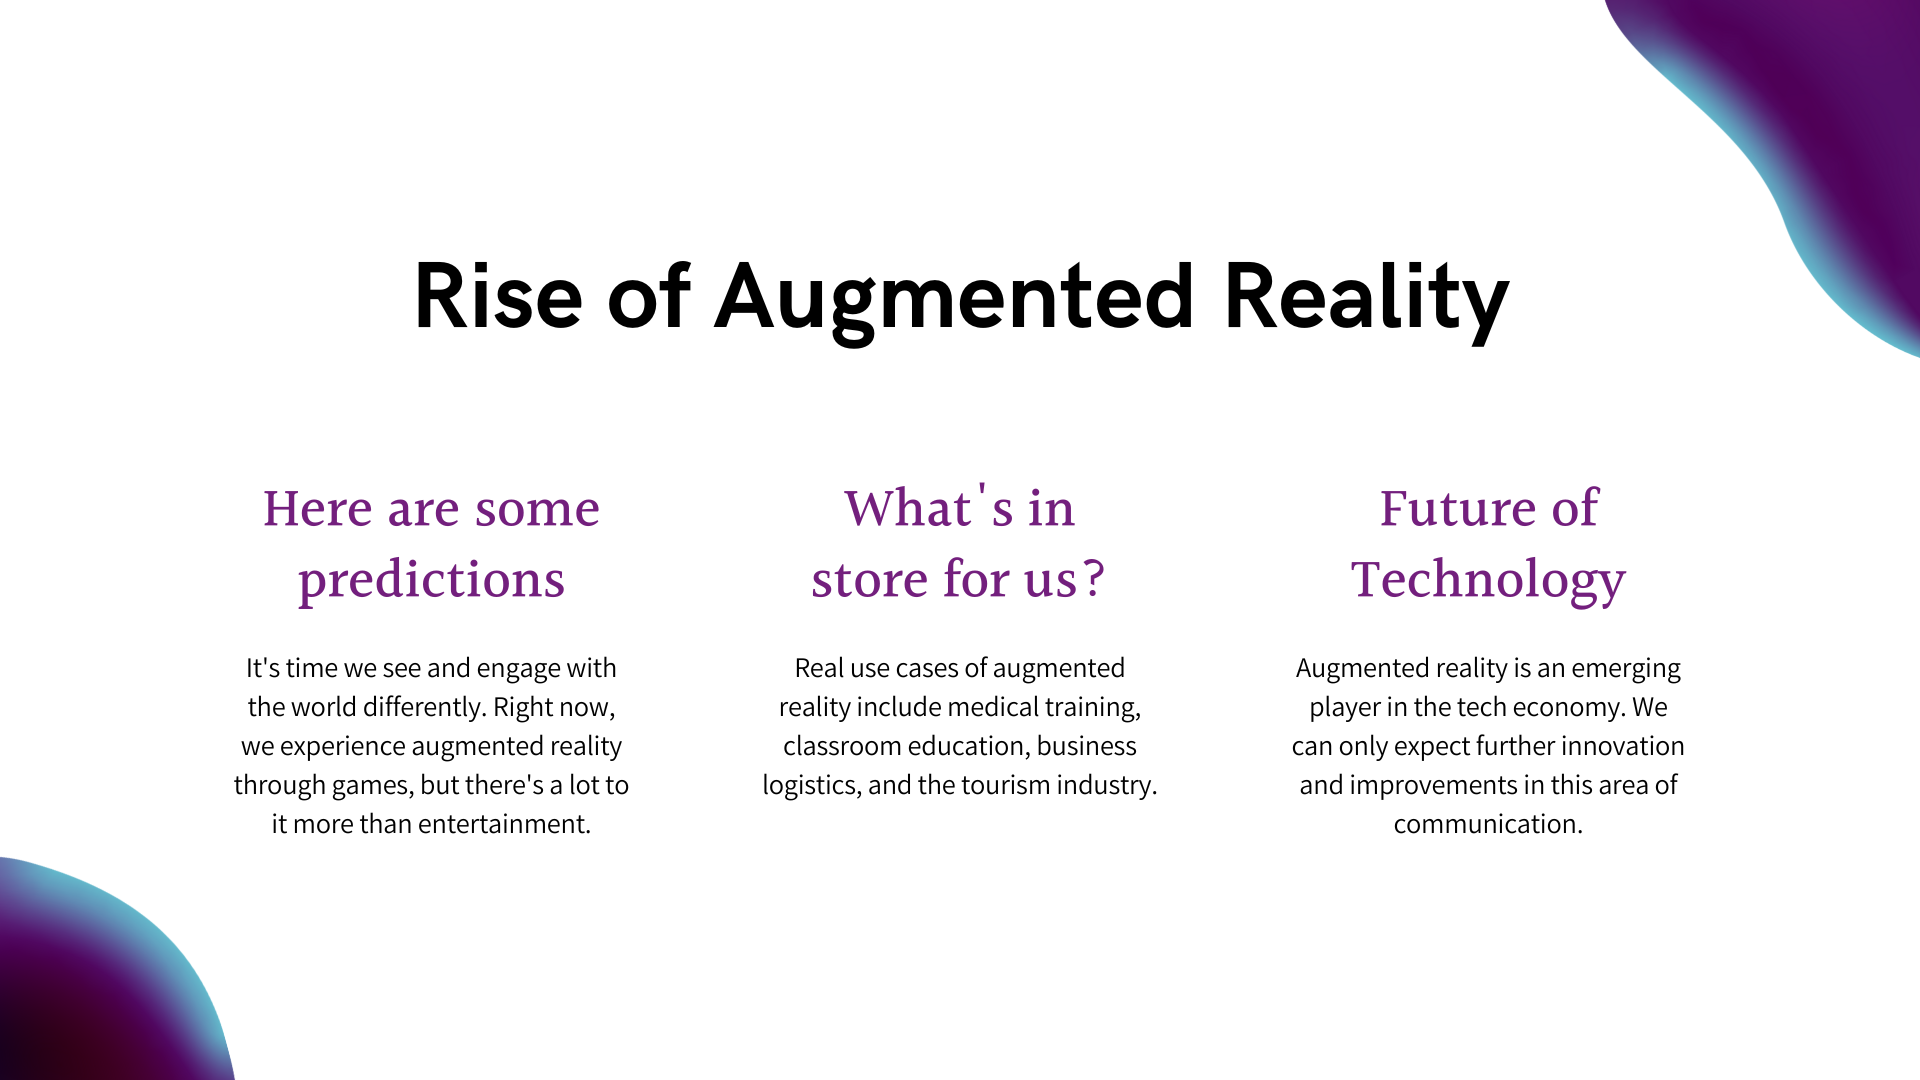 Rise of Augmented Reality
Here are some
predictions
It's time we see and engage with
the world differently. Right now,
we experience augmented reality
through games, but there's a lot to
it more than entertainment.
What's in
store for us?
Real use cases of augmented
reality include medical training,
classroom education, business
logistics, and the tourism industry.
Future of
Technology
Augmented reality is an emerging
player in the tech economy. We
can only expect further innovation
and improvements in this area of
communication.